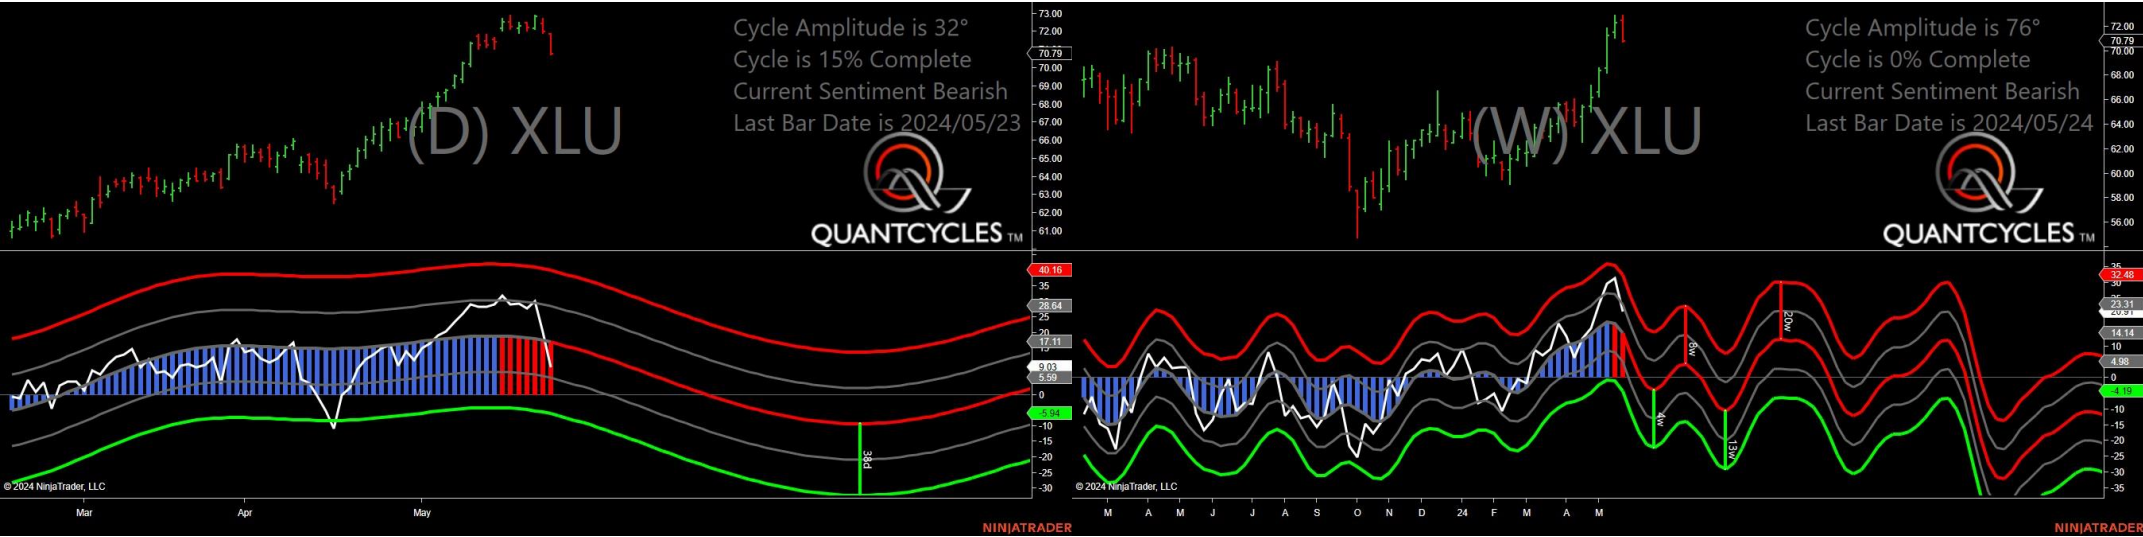 Cycle Amplitude is 32°
Cycle is 15% Complete
Current Sentiment Bearish
Last Bar Date is 2024/05/23
(D) XLU
QUANTCYCLES TM
73.00
72.00
70.79
70.00
69.00
68.00
67.00
66.00
65.00
64.00
63.00
62.00
61.00
40.16
35
28.64
25
20
17.11
9.03
5.59
0
-5.94
-10
-15
-20
-25
-30
38d
© 2024 NinjaTrader, LLC
Mar Apr May
NINJATRADER
Cycle Amplitude is 76°
Cycle is 0% Complete
Current Sentiment Bearish
Last Bar Date is 2024/05/24
(W) XLU
QUANTCYCLES TM
72.00
70.79
70.00
68.00
66.00
64.00
62.00
60.00
58.00
56.00
35
32.48
30
23.31
20.91
14.14
10
4.98
0
-4.19
-10
-15
-20
-25
-30
-35
4w
6w
13w
20w
© 2024 NinjaTrader, LLC
M A M J J A S O N D 24 F M A M
NINJATRADER